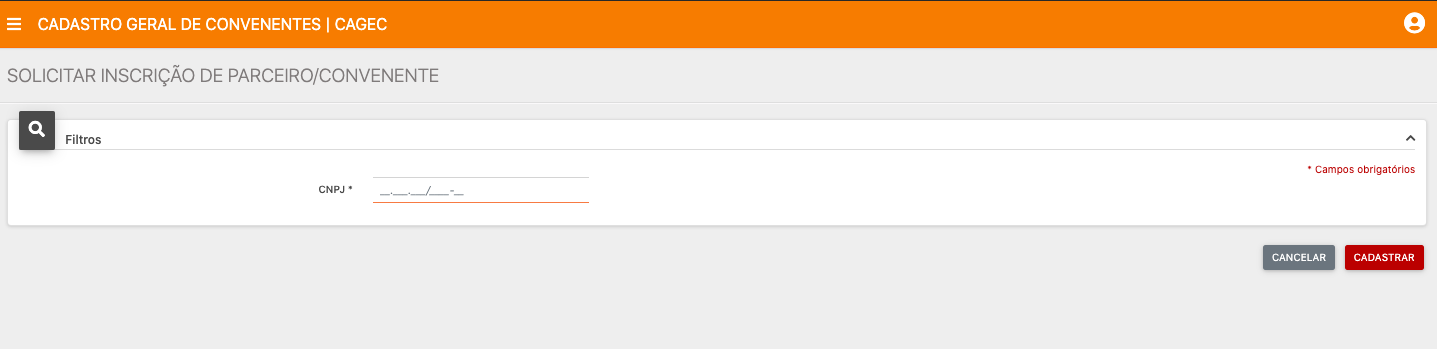 CADASTRO GERAL DE CONVENENTES | CAGEC
SOLICITAR INSCRIÇÃO DE PARCEIRO/CONVENENTE
Filtros
* Campos obrigatórios
CNPJ * __.___.___/____-__
CANCELAR CADASTRAR